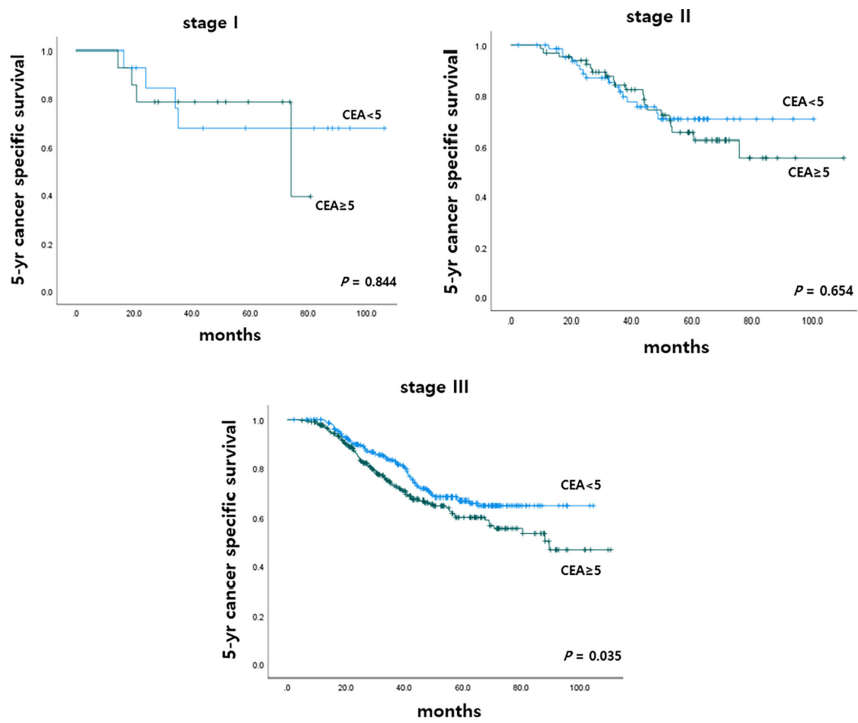 stage I
5-yr cancer specific survival
1.0
0.8
0.6
0.4
0.2
0.0
CEA<5
CEA≥5
P = 0.844
.0 20.0 40.0 60.0 80.0 100.0
months
stage II
5-yr cancer specific survival
1.0
0.8
0.6
0.4
0.2
0.0
CEA<5
CEA≥5
P = 0.654
.0 20.0 40.0 60.0 80.0 100.0
months
stage III
5-yr cancer specific survival
1.0
0.8
0.6
0.4
0.2
0.0
CEA<5
CEA≥5
P = 0.035
.0 20.0 40.0 60.0 80.0 100.0
months